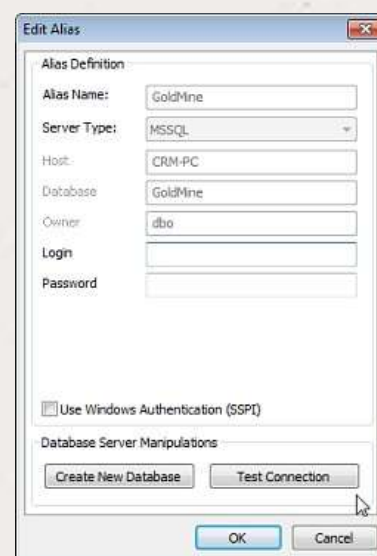 Edit Alias
Alias Definition
Alias Name: GoldMine
Server Type: MSSQL
Host CRM-PC
Database GoldMine
Owner dbo
Login
Password
Use Windows Authentication (SSPI)
Database Server Manipulations
Create New Database Test Connection
OK Cancel